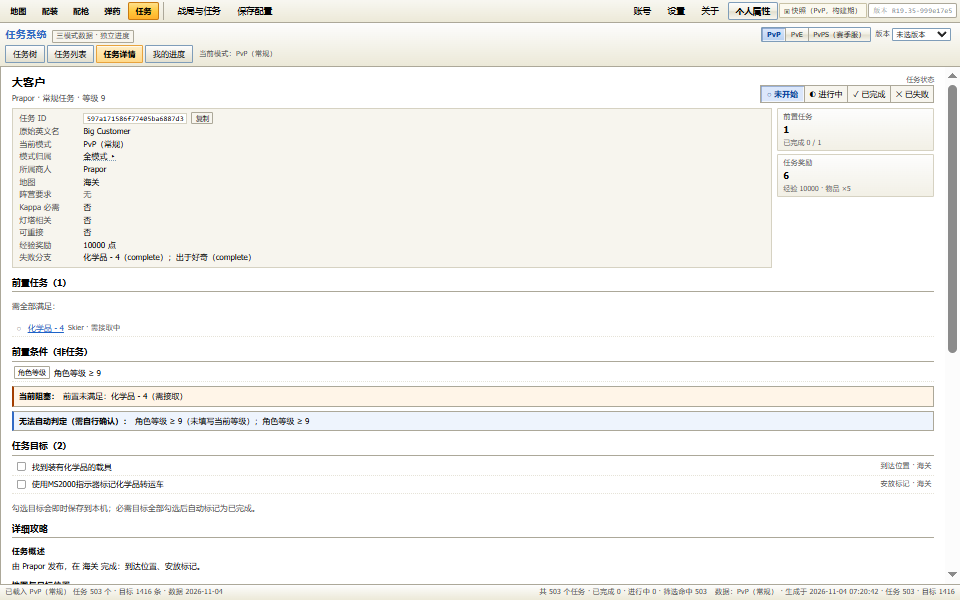 地图 配装 配枪 弹药 任务 战局与任务 保存配置 账号 设置 关于 个人属性 快照 (PvP, 构建期) 版本 R19.35-999e17e5
任务系统 三模式数据 · 独立进度 PvP PvE PvPS (赛季服) 版本 未选版本
任务树 任务列表 任务详情 我的进度 当前模式: PvP (常规)
大客户
Prapor · 常规任务 · 等级 9
任务状态
○ 未开始 ◐ 进行中 ✓ 已完成 ✕ 已失败
任务 ID 597a171586f77405ba6887d3 复制
原始英文名 Big Customer
当前模式 PvP (常规)
模式归属 全模式
所属商人 Prapor
地图 海关
阵营要求 无
Kappa 必需 否
灯塔相关 否
可重接 否
经验奖励 10000 点
失败分支 化学品 - 4 (complete) ; 出于好奇 (complete)
前置任务
1
已完成 0 / 1
任务奖励
6
经验 10000 · 物品 ×5
前置任务 (1)
需全部满足:
○ 化学品 - 4 Skier · 需接取中
前置条件 (非任务)
角色等级 角色等级 ≥ 9
当前阻塞: 前置未满足: 化学品 - 4 (需接取)
无法自动判定 (需自行确认) : 角色等级 ≥ 9 (未填写当前等级) ; 角色等级 ≥ 9
任务目标 (2)
找到装有化学品的载具 到达位置 · 海关
使用MS2000指示器标记化学品转运车 安放标记 · 海关
勾选目标会即时保存到本机; 必需目标全部勾选后自动标记为已完成。
详细攻略
任务概述
由 Prapor 发布, 在 海关 完成: 到达位置、安放标记。
已载入 PvP (常规) 任务 503 个 · 目标 1416 条 · 数据 2026-11-04 共 503 个任务 · 已完成 0 · 进行中 0 · 筛选命中 503 数据: PvP (常规) · 生成于 2026-11-04 07:20:42 · 任务 503 · 目标 1416